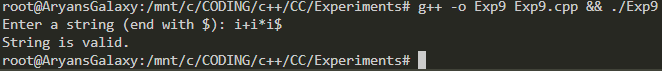 root@AryansGalaxy:/mnt/c/CODING/c++/CC/Experiments# g++ -o Exp9 Exp9.cpp && ./Exp9
Enter a string (end with $): i+i*i$
String is valid.
root@AryansGalaxy:/mnt/c/CODING/c++/CC/Experiments#